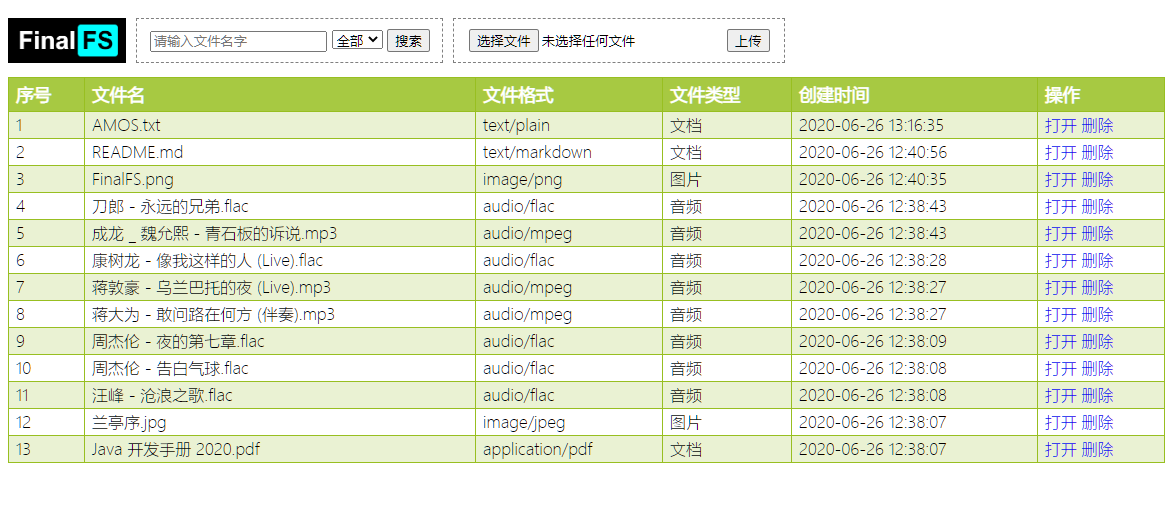 FinalFS 请输入文件名字 全部 搜索 选择文件 未选择任何文件 上传
序号 文件名 文件格式 文件类型 创建时间 操作
1 AMOS.txt text/plain 文档 2020-06-26 13:16:35 打开 删除
2 README.md text/markdown 文档 2020-06-26 12:40:56 打开 删除
3 FinalFS.png image/png 图片 2020-06-26 12:40:35 打开 删除
4 刀郎 - 永远的兄弟.flac audio/flac 音频 2020-06-26 12:38:43 打开 删除
5 成龙 _ 魏允熙 - 青石板的诉说.mp3 audio/mpeg 音频 2020-06-26 12:38:43 打开 删除
6 康树龙 - 像我这样的人 (Live).flac audio/flac 音频 2020-06-26 12:38:28 打开 删除
7 蒋敦豪 - 乌兰巴托的夜 (Live).mp3 audio/mpeg 音频 2020-06-26 12:38:27 打开 删除
8 蒋大为 - 敢问路在何方 (伴奏).mp3 audio/mpeg 音频 2020-06-26 12:38:27 打开 删除
9 周杰伦 - 夜的第七章.flac audio/flac 音频 2020-06-26 12:38:09 打开 删除
10 周杰伦 - 告白气球.flac audio/flac 音频 2020-06-26 12:38:08 打开 删除
11 汪峰 - 沧浪之歌.flac audio/flac 音频 2020-06-26 12:38:08 打开 删除
12 兰亭序.jpg image/jpeg 图片 2020-06-26 12:38:07 打开 删除
13 Java 开发手册 2020.pdf application/pdf 文档 2020-06-26 12:38:07 打开 删除